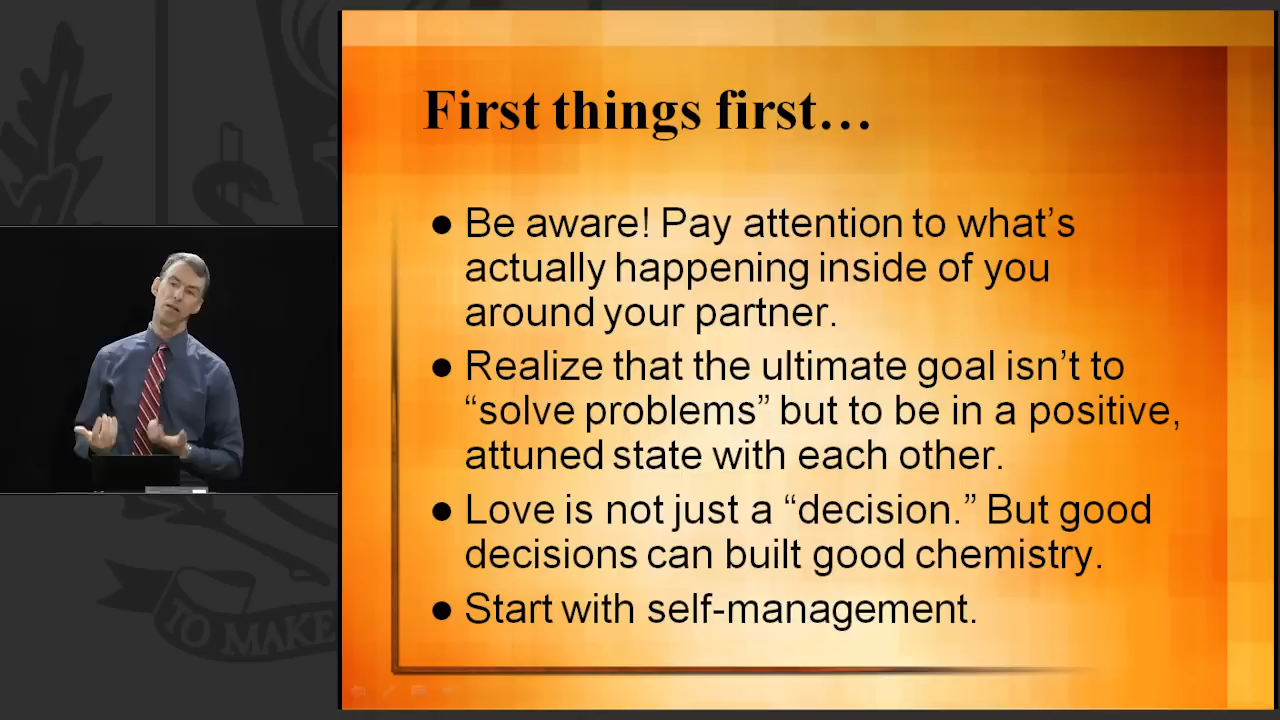 First things first…
● Be aware! Pay attention to what’s
actually happening inside of you
around your partner.
● Realize that the ultimate goal isn’t to
“solve problems” but to be in a positive,
attuned state with each other.
● Love is not just a “decision.” But good
decisions can built good chemistry.
● Start with self-management.
TO MAKE